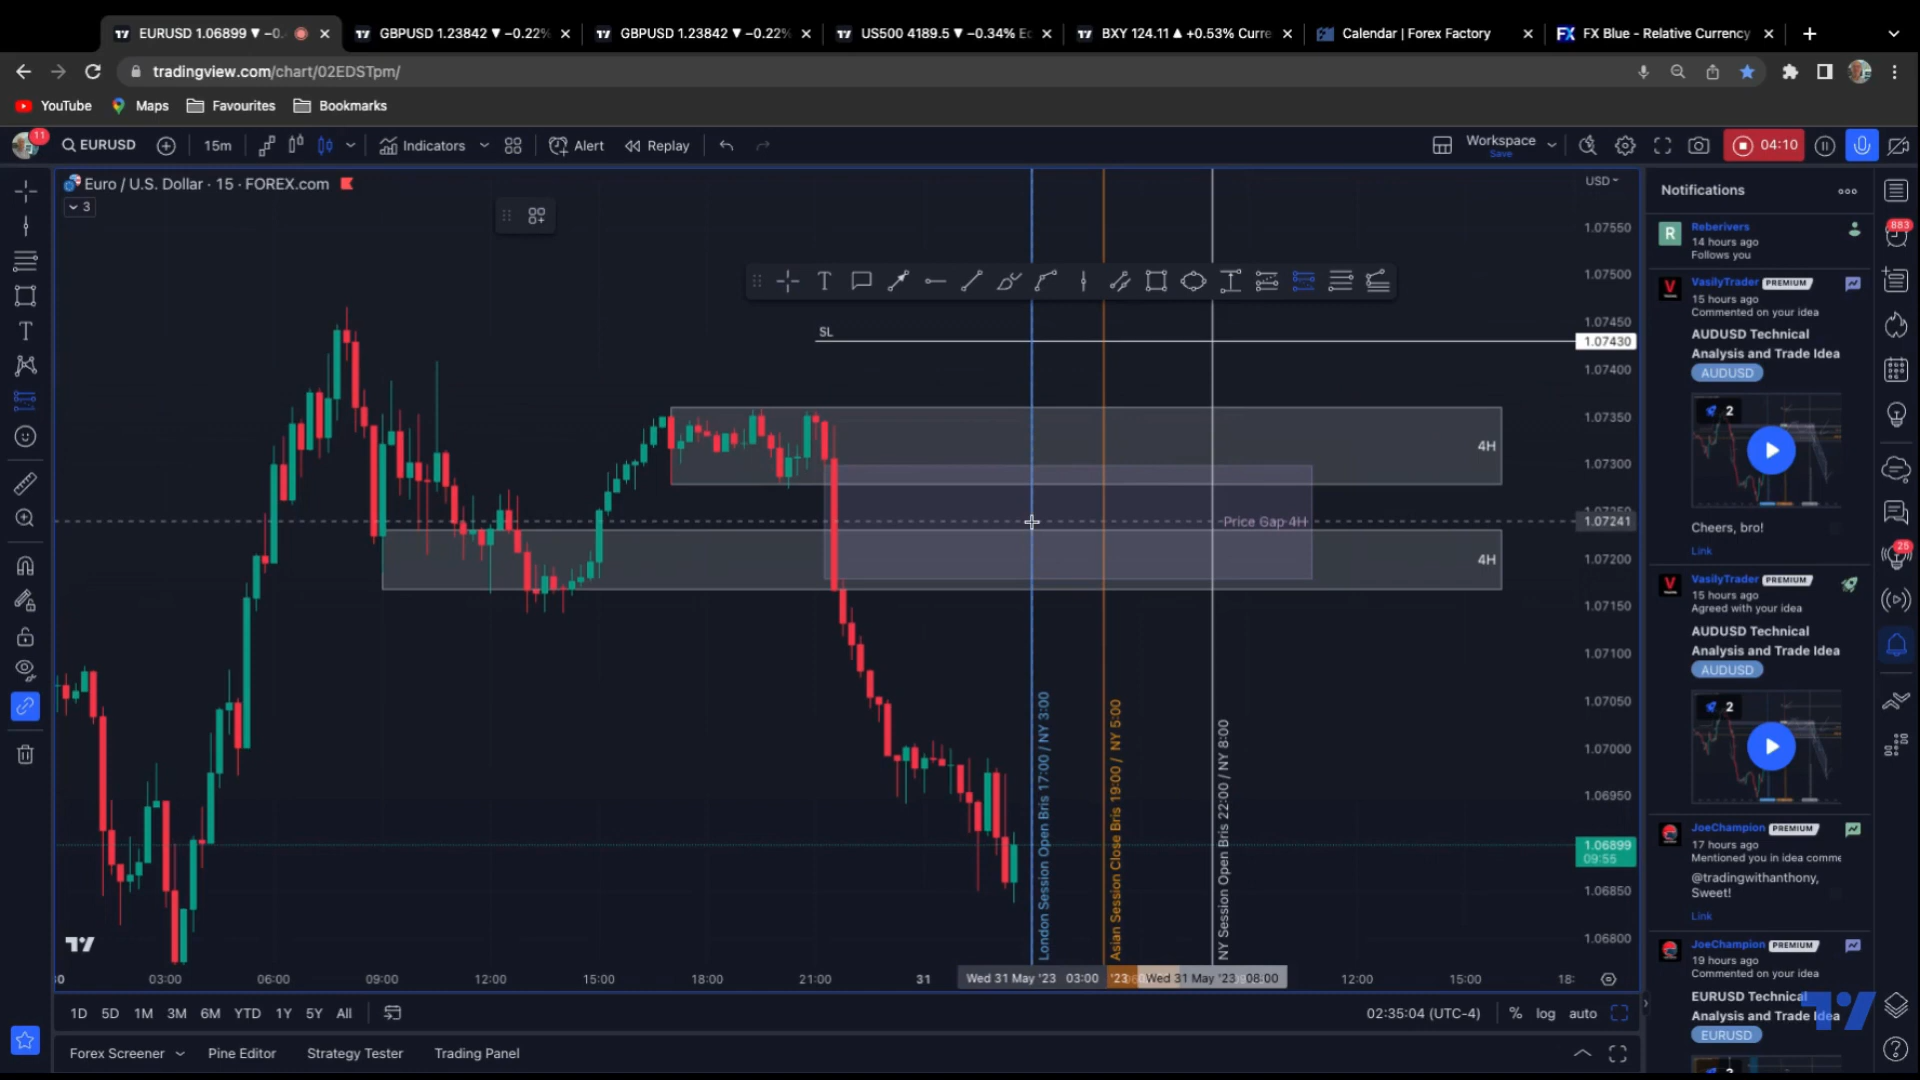 EURUSD 1.06899 ▼ −0.
GBPUSD 1.23842 ▼ −0.22%
GBPUSD 1.23842 ▼ −0.22%
US500 4189.5 ▼ −0.34%
BXY 124.11 ▲ +0.53% Curre
Calendar | Forex Factory
FX Blue - Relative Currency
tradingview.com/chart/02EDSTpm/
YouTube
Maps
Favourites
Bookmarks
11
EURUSD
15m
Indicators
Alert
Replay
Workspace
Save
04:10
Euro / U.S. Dollar · 15 · FOREX.com
3
USD
1.07550
1.07500
1.07450
SL
1.07430
1.07400
1.07350
4H
1.07300
Price Gap 4H
1.07241
4H
1.07200
1.07150
1.07100
1.07050
1.07000
1.06950
1.06899
09:55
1.06850
1.06800
London Session Open Bris 17:00 / NY 3:00
Asian Session Close Bris 19:00 / NY 5:00
NY Session Open Bris 22:00 / NY 8:00
03:00
06:00
09:00
12:00
15:00
18:00
21:00
31
Wed 31 May '23 03:00
'23
Wed 31 May '23 08:00
12:00
15:00
18:
1D
5D
1M
3M
6M
YTD
1Y
5Y
All
02:35:04 (UTC-4)
%
log
auto
Forex Screener
Pine Editor
Strategy Tester
Trading Panel
Notifications
R
Reberivers
14 hours ago
Follows you
VasilyTrader PREMIUM
15 hours ago
Commented on your idea
AUDUSD Technical
Analysis and Trade Idea
AUDUSD
2
Cheers, bro!
Link
VasilyTrader PREMIUM
15 hours ago
Agreed with your idea
AUDUSD Technical
Analysis and Trade Idea
AUDUSD
2
JoeChampion PREMIUM
17 hours ago
Mentioned you in idea comme
@tradingwithanthony,
Sweet!
Link
JoeChampion PREMIUM
19 hours ago
Commented on your idea
EURUSD Technical
Analysis and Trade Idea
EURUSD
883
25